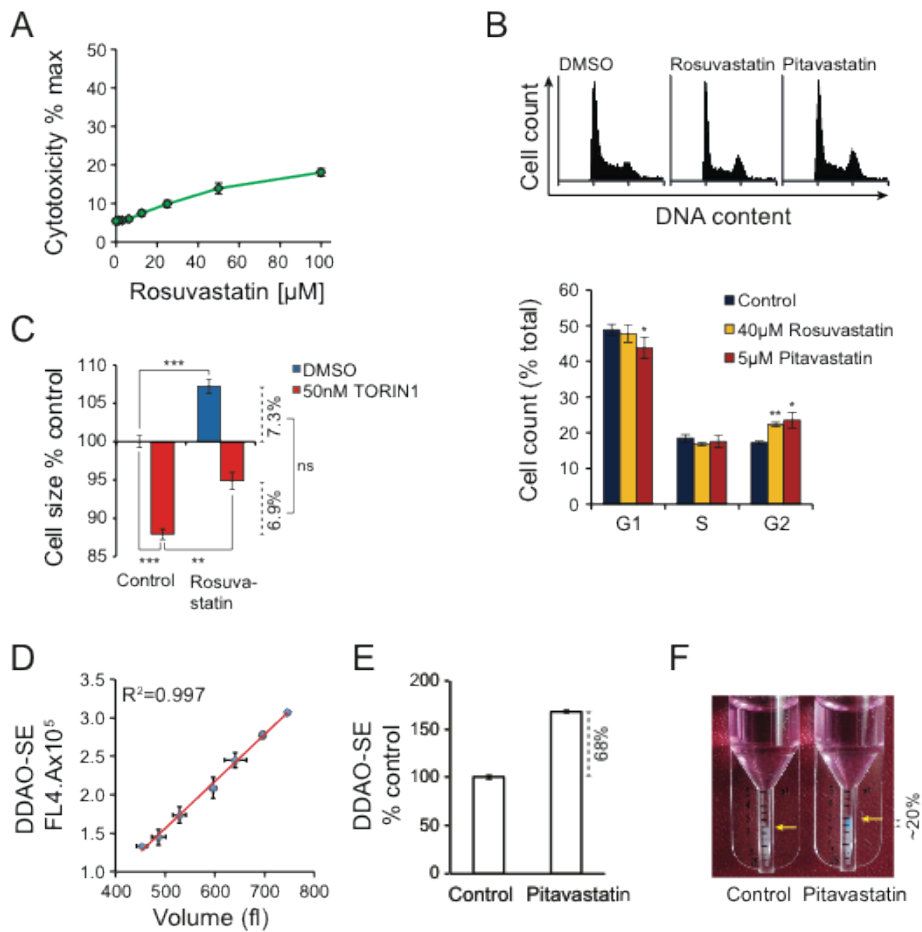 A
Cytotoxicity % max
50
40
30
20
10
0
0 20 40 60 80 100
Rosuvastatin [µM]
B
DMSO Rosuvastatin Pitavastatin
Cell count
DNA content
Cell count (% total)
60
50
40
30
20
10
0
Control
40µM Rosuvastatin
5µM Pitavastatin
*
**
*
G1 S G2
C
Cell size % control
110
105
100
95
90
85
DMSO
50nM TORIN1
***
7.3%
ns
6.9%
*** **
Control Rosuva-
statin
D
DDAO-SE
FL4.Ax10⁵
R²=0.997
3.5
3.0
2.5
2.0
1.5
1.0
400 500 600 700 800
Volume (fl)
E
DDAO-SE
% control
200
150
100
50
0
68%
Control Pitavastatin
F
~20%
Control Pitavastatin